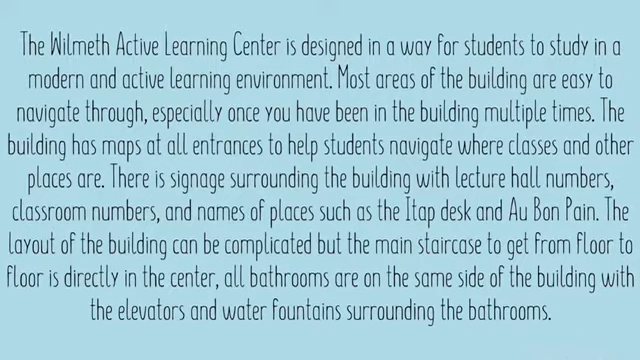 The Wilmeth Active Learning Center is designed in a way for students to study in a
modern and active learning environment. Most areas of the building are easy to
navigate through, especially once you have been in the building multiple times. The
building has maps at all entrances to help students navigate where classes and other
places are. There is signage surrounding the building with lecture hall numbers,
classroom numbers, and names of places such as the Itap desk and Au Bon Pain. The
layout of the building can be complicated but the main staircase to get from floor to
floor is directly in the center, all bathrooms are on the same side of the building with
the elevators and water fountains surrounding the bathrooms.